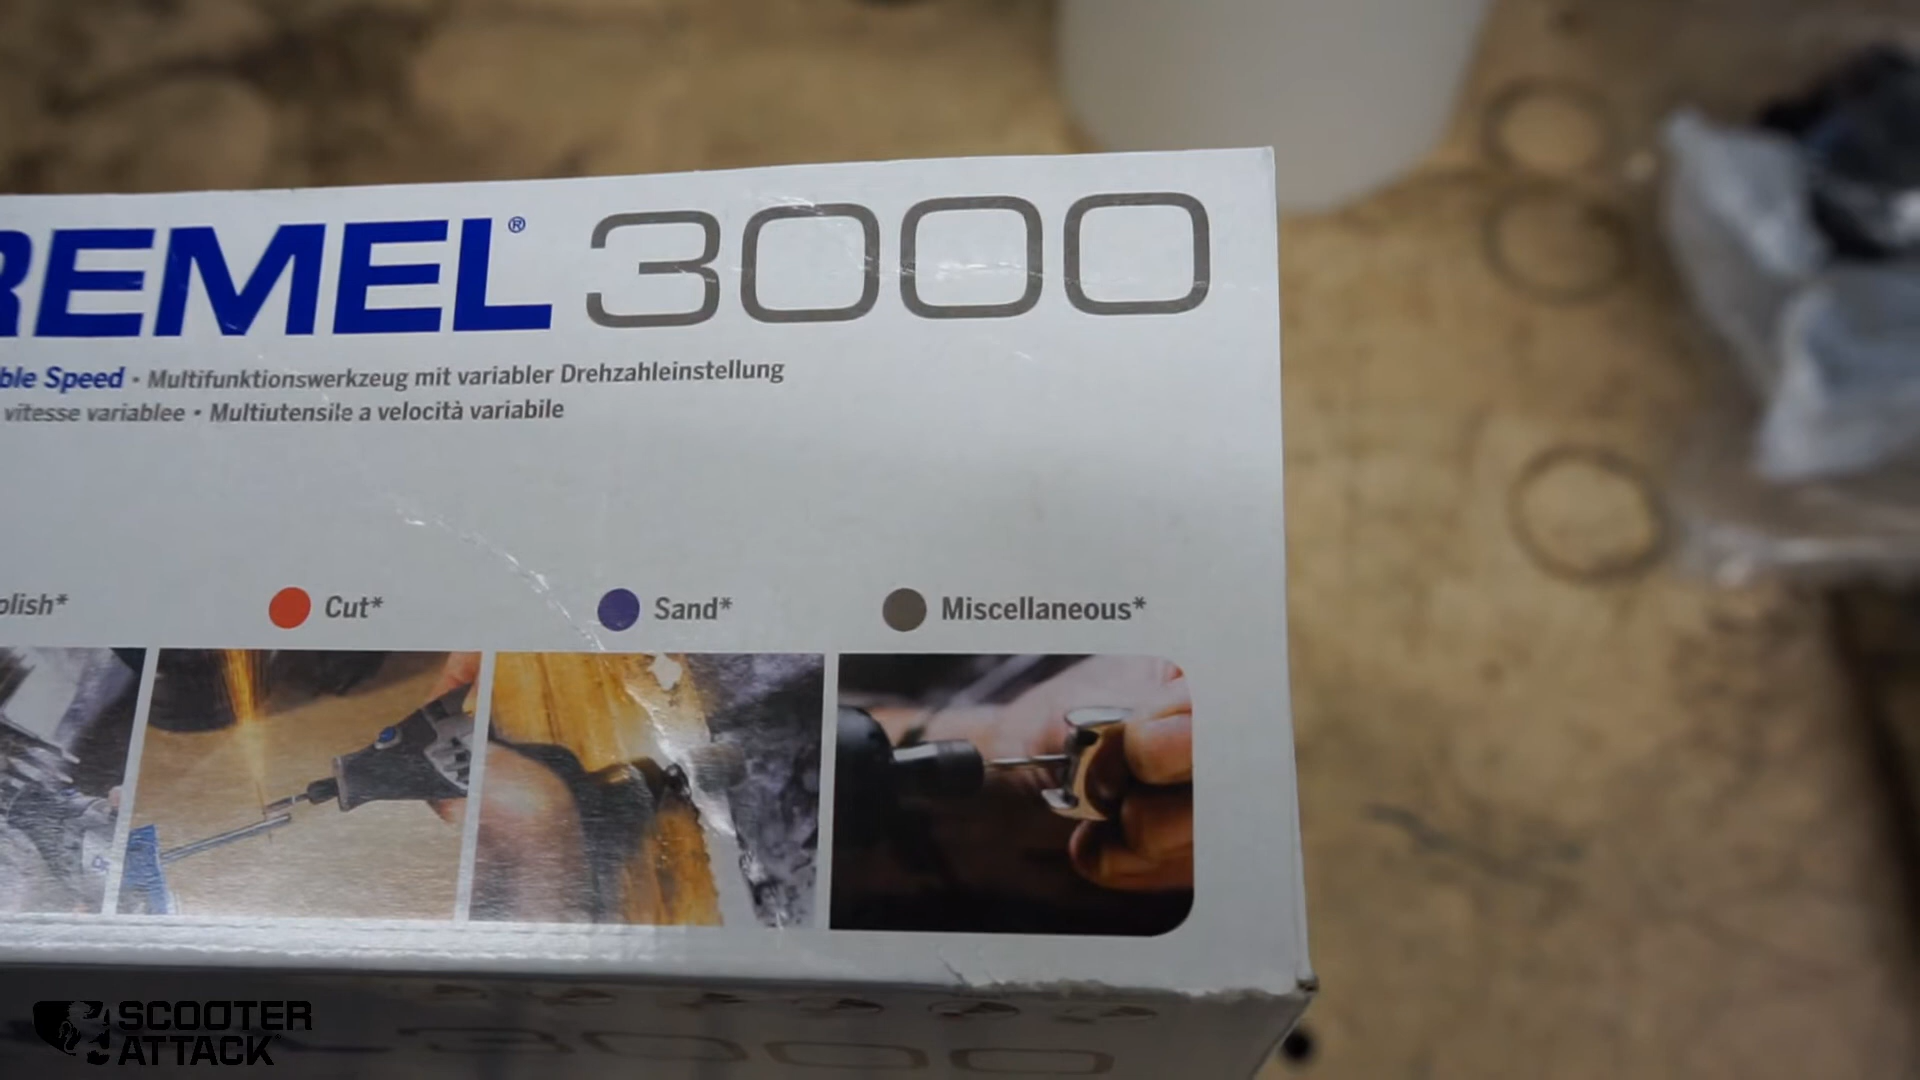 REMEL® 3000
ble Speed • Multifunktionswerkzeug mit variabler Drehzahleinstellung
vitesse variablee • Multiutensile a velocità variabile
olish*
Cut*
Sand*
Miscellaneous*
3000
SCOOTER
ATTACK